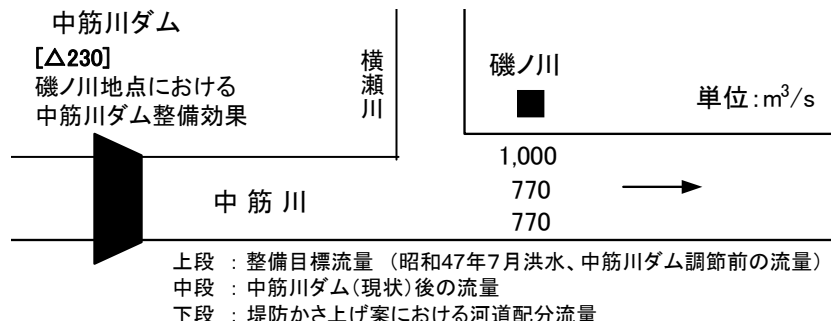 中筋川ダム
[△230]
磯ノ川地点における
中筋川ダム整備効果
横瀬川
磯ノ川
単位：m³/s
1,000
770
770
中筋川
上段 ：整備目標流量 （昭和47年7月洪水、中筋川ダム調節前の流量）
中段 ：中筋川ダム(現状)後の流量
下段 ：堤防かさ上げ案における河道配分流量